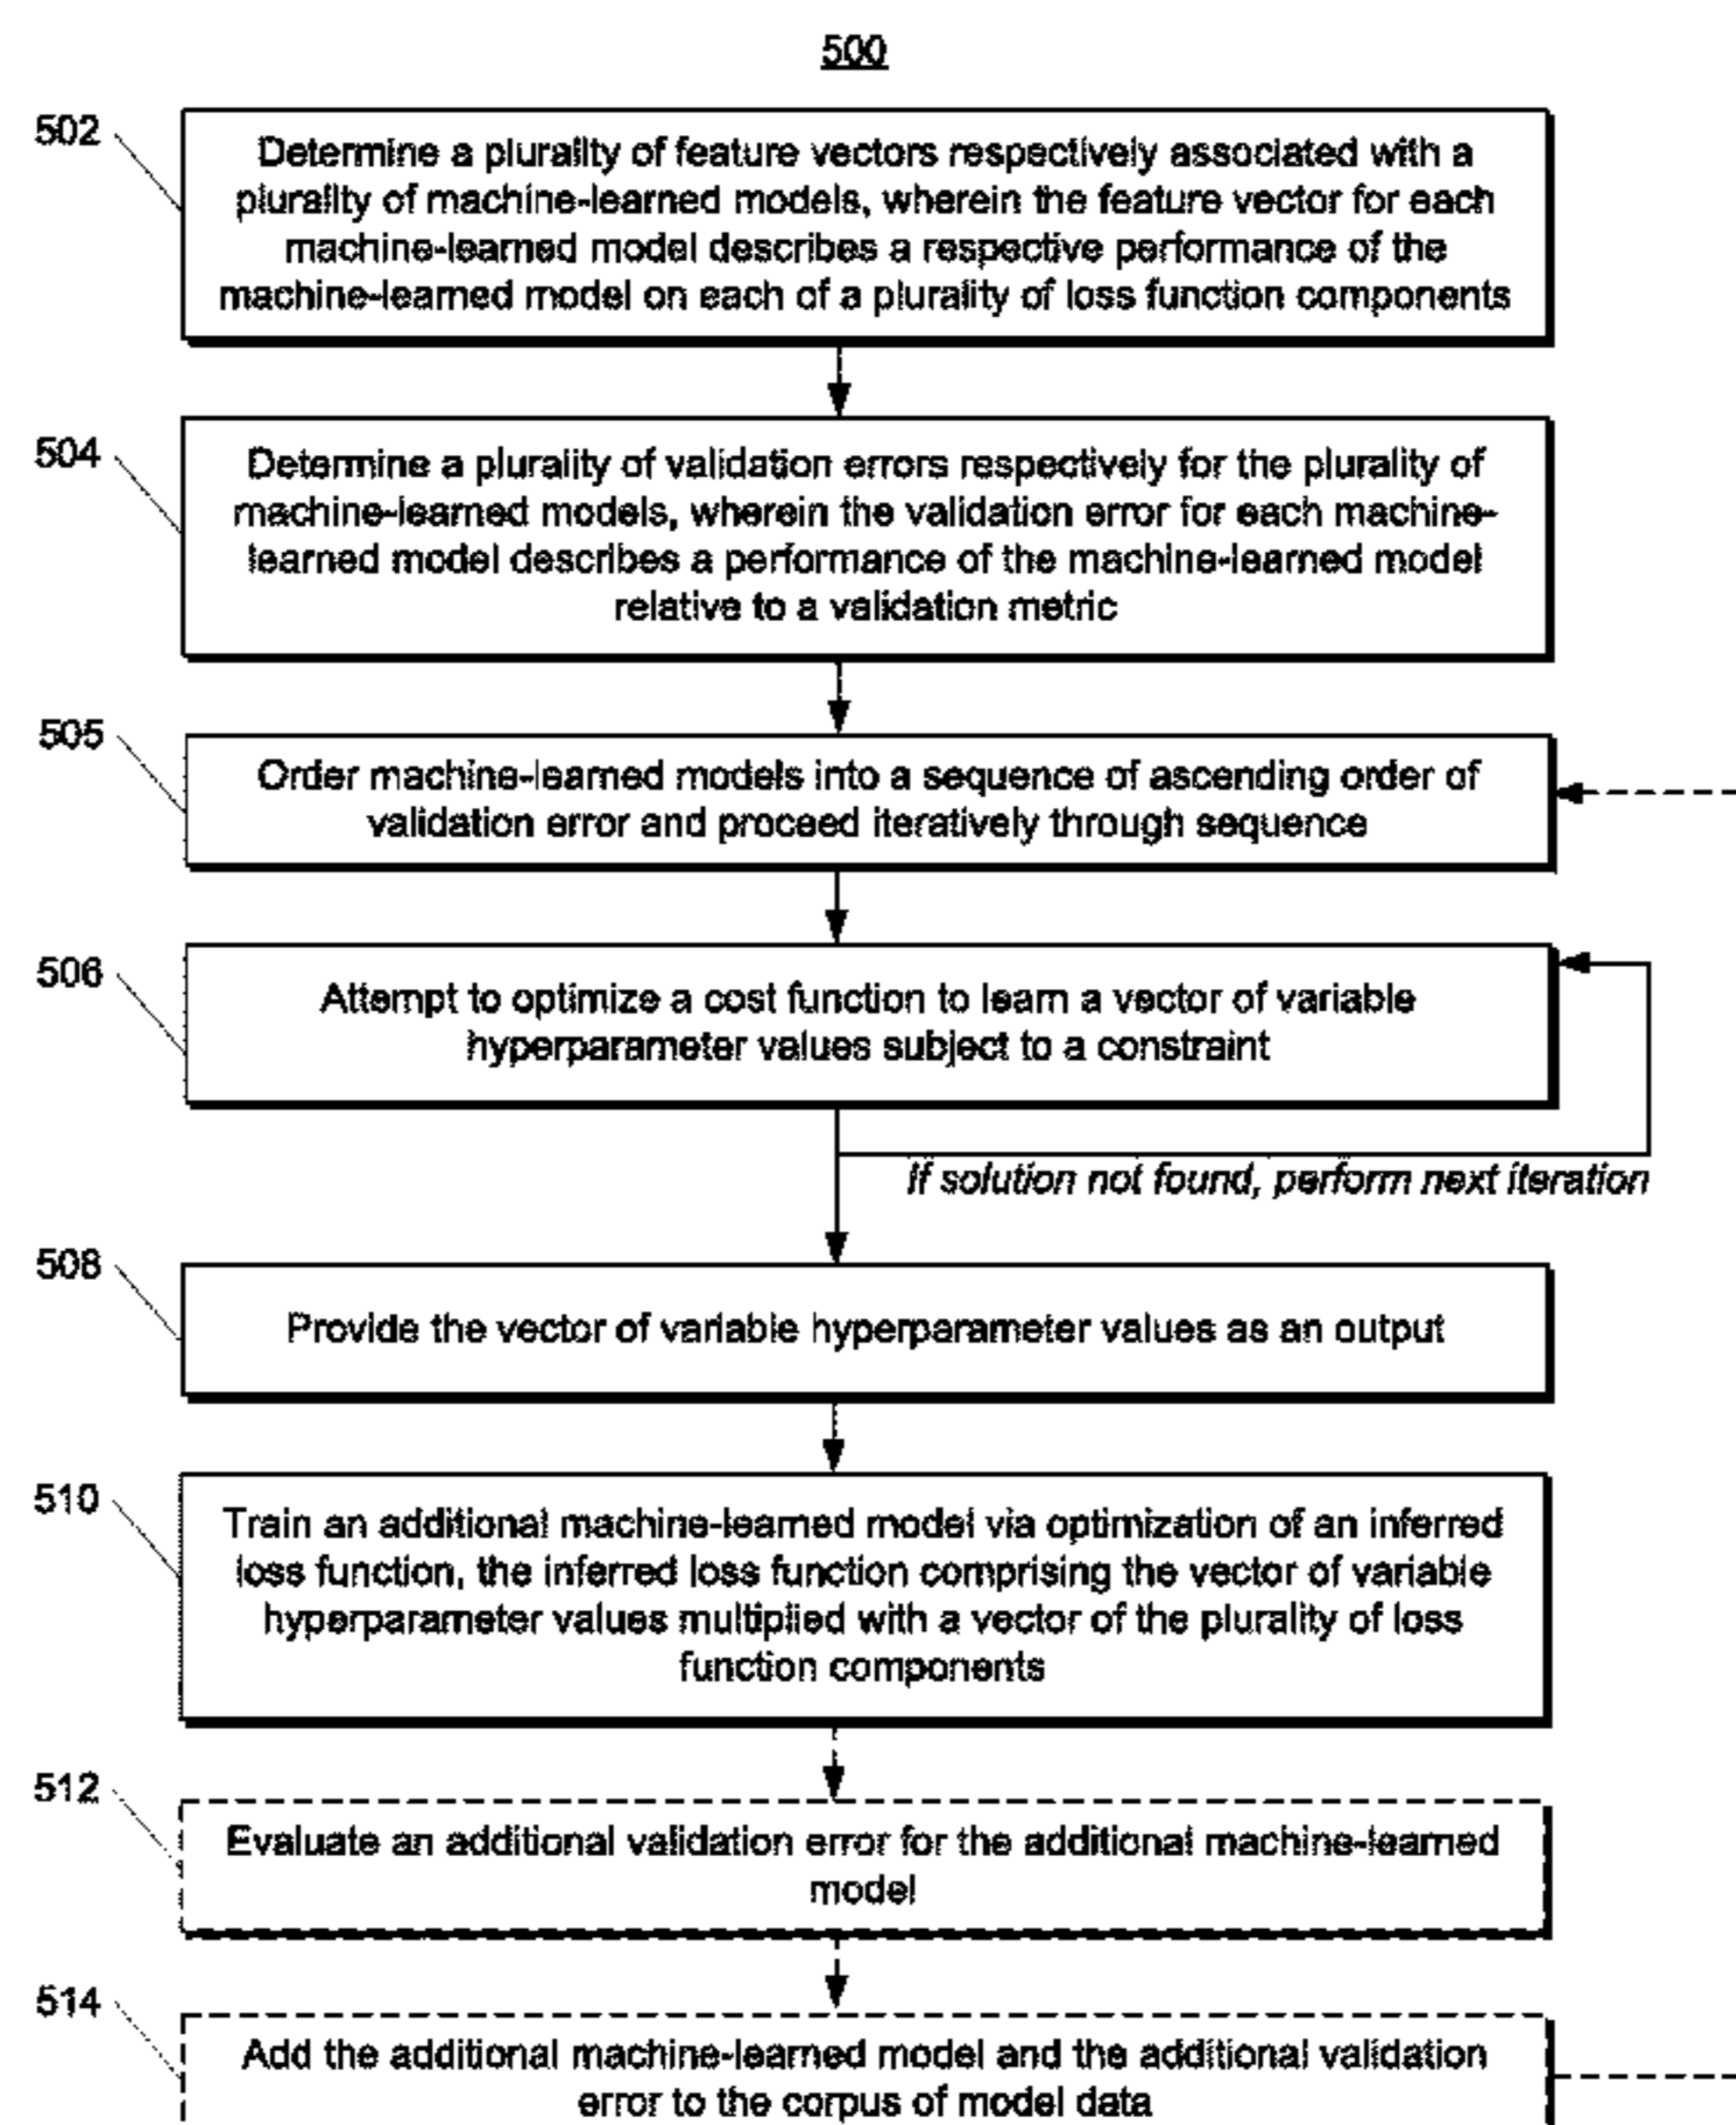 500
502
Determine a plurality of feature vectors respectively associated with a
plurality of machine-learned models, wherein the feature vector for each
machine-learned model describes a respective performance of the
machine-learned model on each of a plurality of loss function components
504
Determine a plurality of validation errors respectively for the plurality of
machine-learned models, wherein the validation error for each machine-
learned model describes a performance of the machine-learned model
relative to a validation metric
505
Order machine-learned models into a sequence of ascending order of
validation error and proceed iteratively through sequence
506
Attempt to optimize a cost function to learn a vector of variable
hyperparameter values subject to a constraint
If solution not found, perform next iteration
508
Provide the vector of variable hyperparameter values as an output
510
Train an additional machine-learned model via optimization of an inferred
loss function, the inferred loss function comprising the vector of variable
hyperparameter values multiplied with a vector of the plurality of loss
function components
512
Evaluate an additional validation error for the additional machine-learned
model
514
Add the additional machine-learned model and the additional validation
error to the corpus of model data